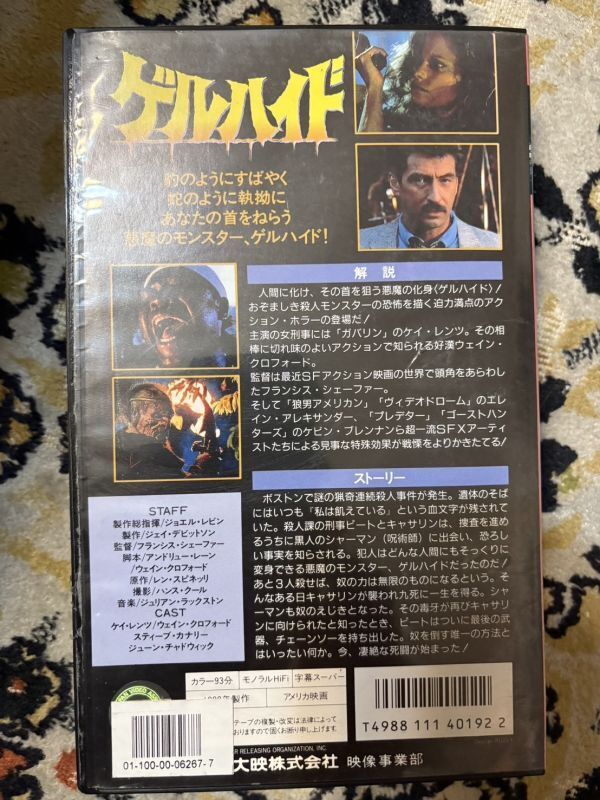 ゲルハイド
豹のようにすばやく
蛇のように執拗に
あなたの首をねらう
悪魔のモンスター、ゲルハイド!
解説
人間に化け、その首を狙う悪魔の化身〈ゲルハイド〉!
おぞましき殺人モンスターの恐怖を描く迫力満点のアク
ション・ホラーの登場だ!
主演の女刑事には「ガバリン」のケイ・レンツ。その相
棒に切れ味のよいアクションで知られる好漢ウェイン・
クロフォード。
監督は最近SFアクション映画の世界で頭角をあらわし
たフランシス・シェーファー。
そして「狼男アメリカン」「ヴィデオドローム」のエレ
イン・アレキサンダー、「プレデター」「ゴーストハン
ターズ」のケビン・ブレンナンら超一流SFXアーティ
ストたちによる見事な特殊効果が戦慄をよりかきたてる!
ストーリー
ボストンで謎の猟奇連続殺人事件が発生。遺体のそば
にはいつも「私は飢えている」という血文字が残されて
いた。殺人課の刑事ピートとキャサリンは、捜査を進め
るうちに黒人のシャーマン(呪術師)に出会い、恐ろし
い事実を知らされる。犯人はどんな人間にもそっくりに
変身できる悪魔のモンスター、ゲルハイドだったのだ!
あと3人殺せば、奴の力は無限のものになるという。そ
んなある日キャサリンが襲われ九死に一生を得る。シャ
ーマンも奴のえじきとなった。その毒牙が再びキャサリ
ンに向けられたと知ったとき、ピートはついに最後の武
器、チェーンソーを持ち出した。奴を倒す唯一の方法と
はいったい何か。今、凄絶な死闘が始まった!
STAFF
製作総指揮/ジョエル・レビン
製作/ジェイ・デビットソン
監督/フランシス・シェーファー
脚本/アンドリュー・レーン
/ウェイン・クロフォード
原作/レン・スピネッリ
撮影/ハンス・クール
音楽/ジュリアン・ラックストン
CAST
ケイ・レンツ/ウェイン・クロフォード
スティーブ・カナリー
ジューン・チャドウィック
カラー93分 モノラルHiFi 字幕スーパー
製作 アメリカ映画
テープの複製・改変は法律によって
おりますので固くお断り申し上げます
T4988 111 40192 2
RELEASING ORGANIZATION, INC.
01-100-00-06267-7
大映株式会社 映像事業部